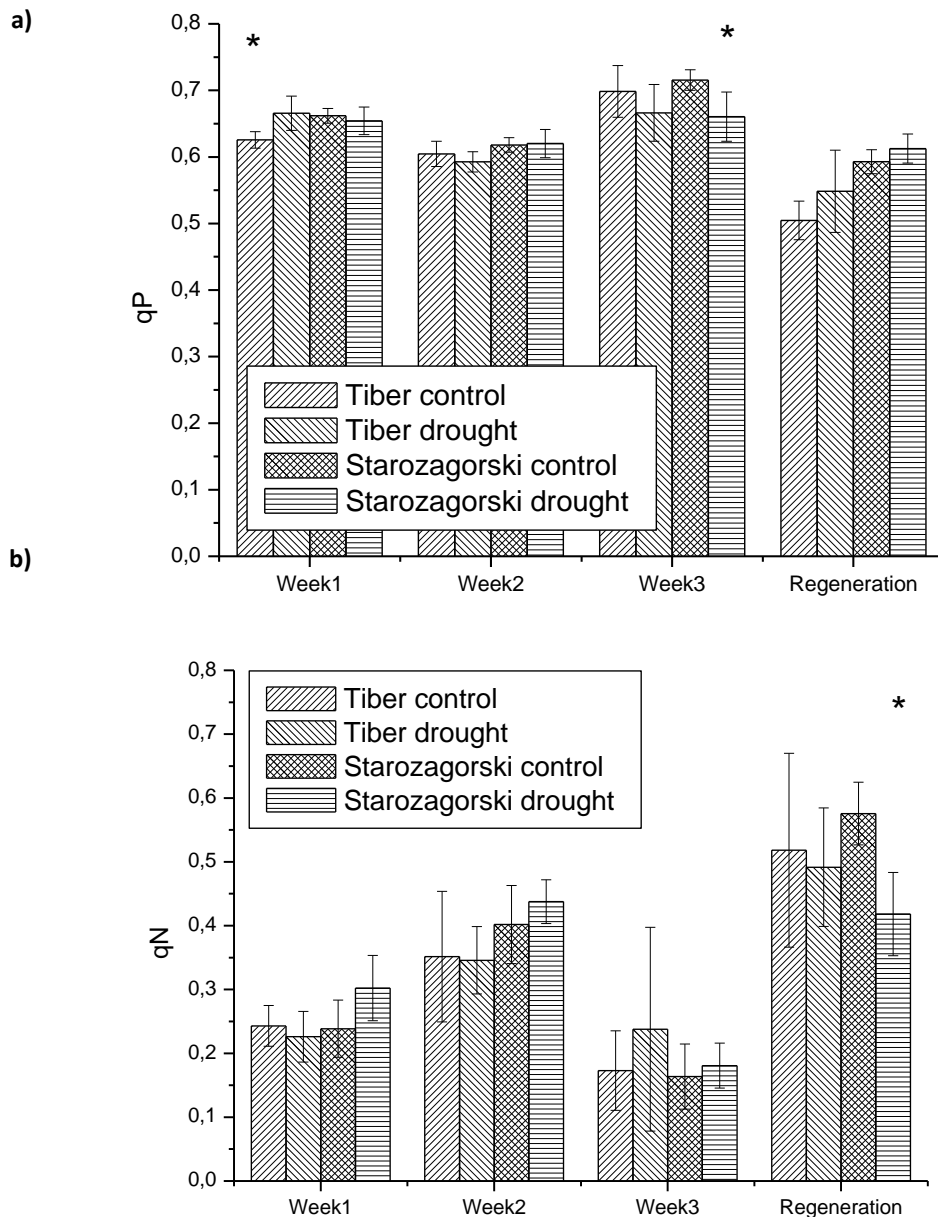 a)
*
*
0,8
0,7
0,6
0,5
0,4
0,3
0,2
0,1
0,0
qP
Tiber control
Tiber drought
Starozagorski control
Starozagorski drought
Week1 Week2 Week3 Regeneration
b)
0,8
0,7
0,6
0,5
0,4
0,3
0,2
0,1
0,0
qN
Tiber control
Tiber drought
Starozagorski control
Starozagorski drought
*
Week1 Week2 Week3 Regeneration